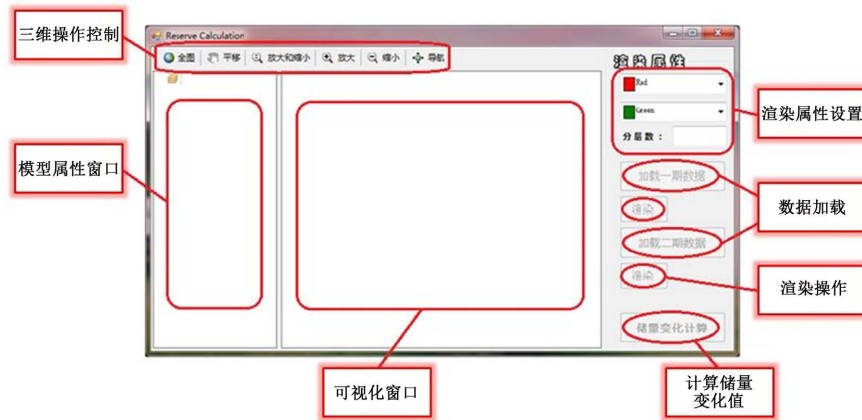 三维操作控制
Reserve Calculation
全图 平移 放大和缩小 放大 缩小 导航
渲染属性
Red
Green
分层数：
渲染属性设置
模型属性窗口
加载一期数据
渲染
数据加载
加载二期数据
渲染
渲染操作
储量变化计算
可视化窗口
计算储量
变化值